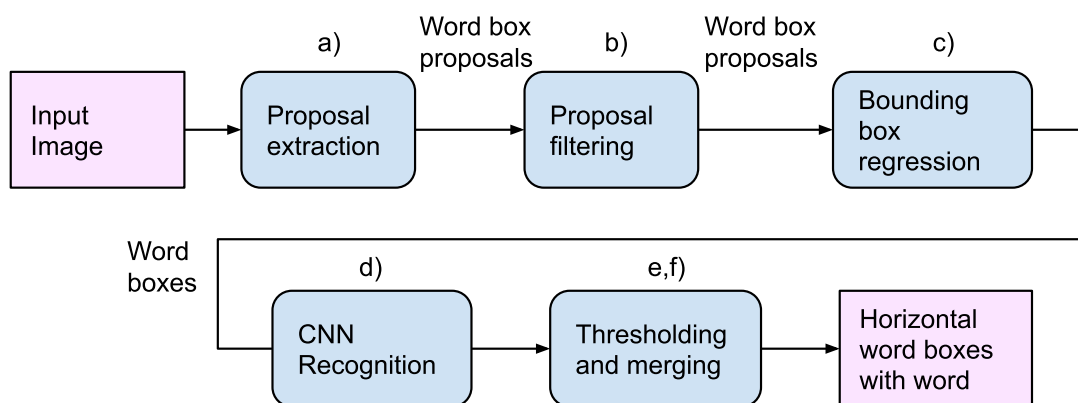 a)
Word box
proposals
b)
Word box
proposals
c)
Input
Image
Proposal
extraction
Proposal
filtering
Bounding
box
regression
Word
boxes
d)
e,f)
CNN
Recognition
Thresholding
and merging
Horizontal
word boxes
with word